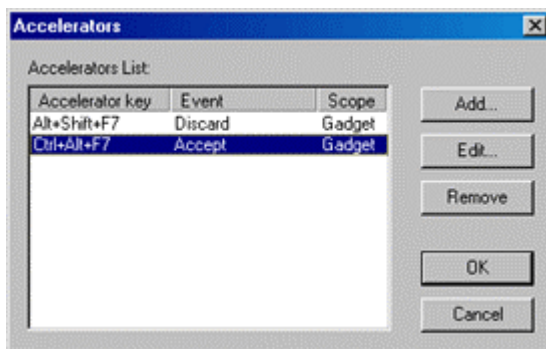 Accelerators
Accelerators List:
Accelerator key Event Scope
Alt+Shift+F7 Discard Gadget
Ctrl+Alt+F7 Accept Gadget
Add...
Edit...
Remove
OK
Cancel